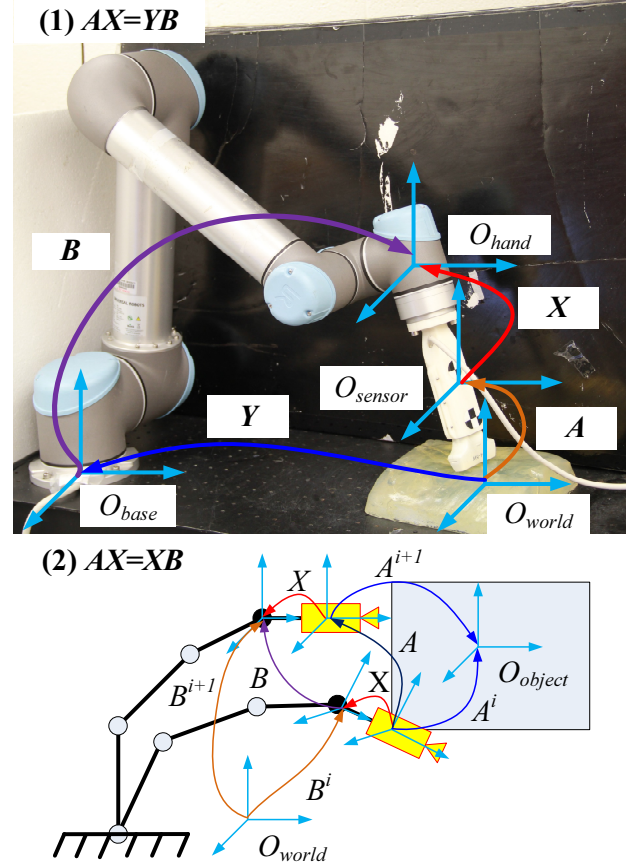 (1) AX=YB
B
O_hand
X
O_sensor
Y
A
O_base
O_world
(2) AX=XB
X
A^{i+1}
B^{i+1}
B
A
X
O_object
A^i
B^i
O_world